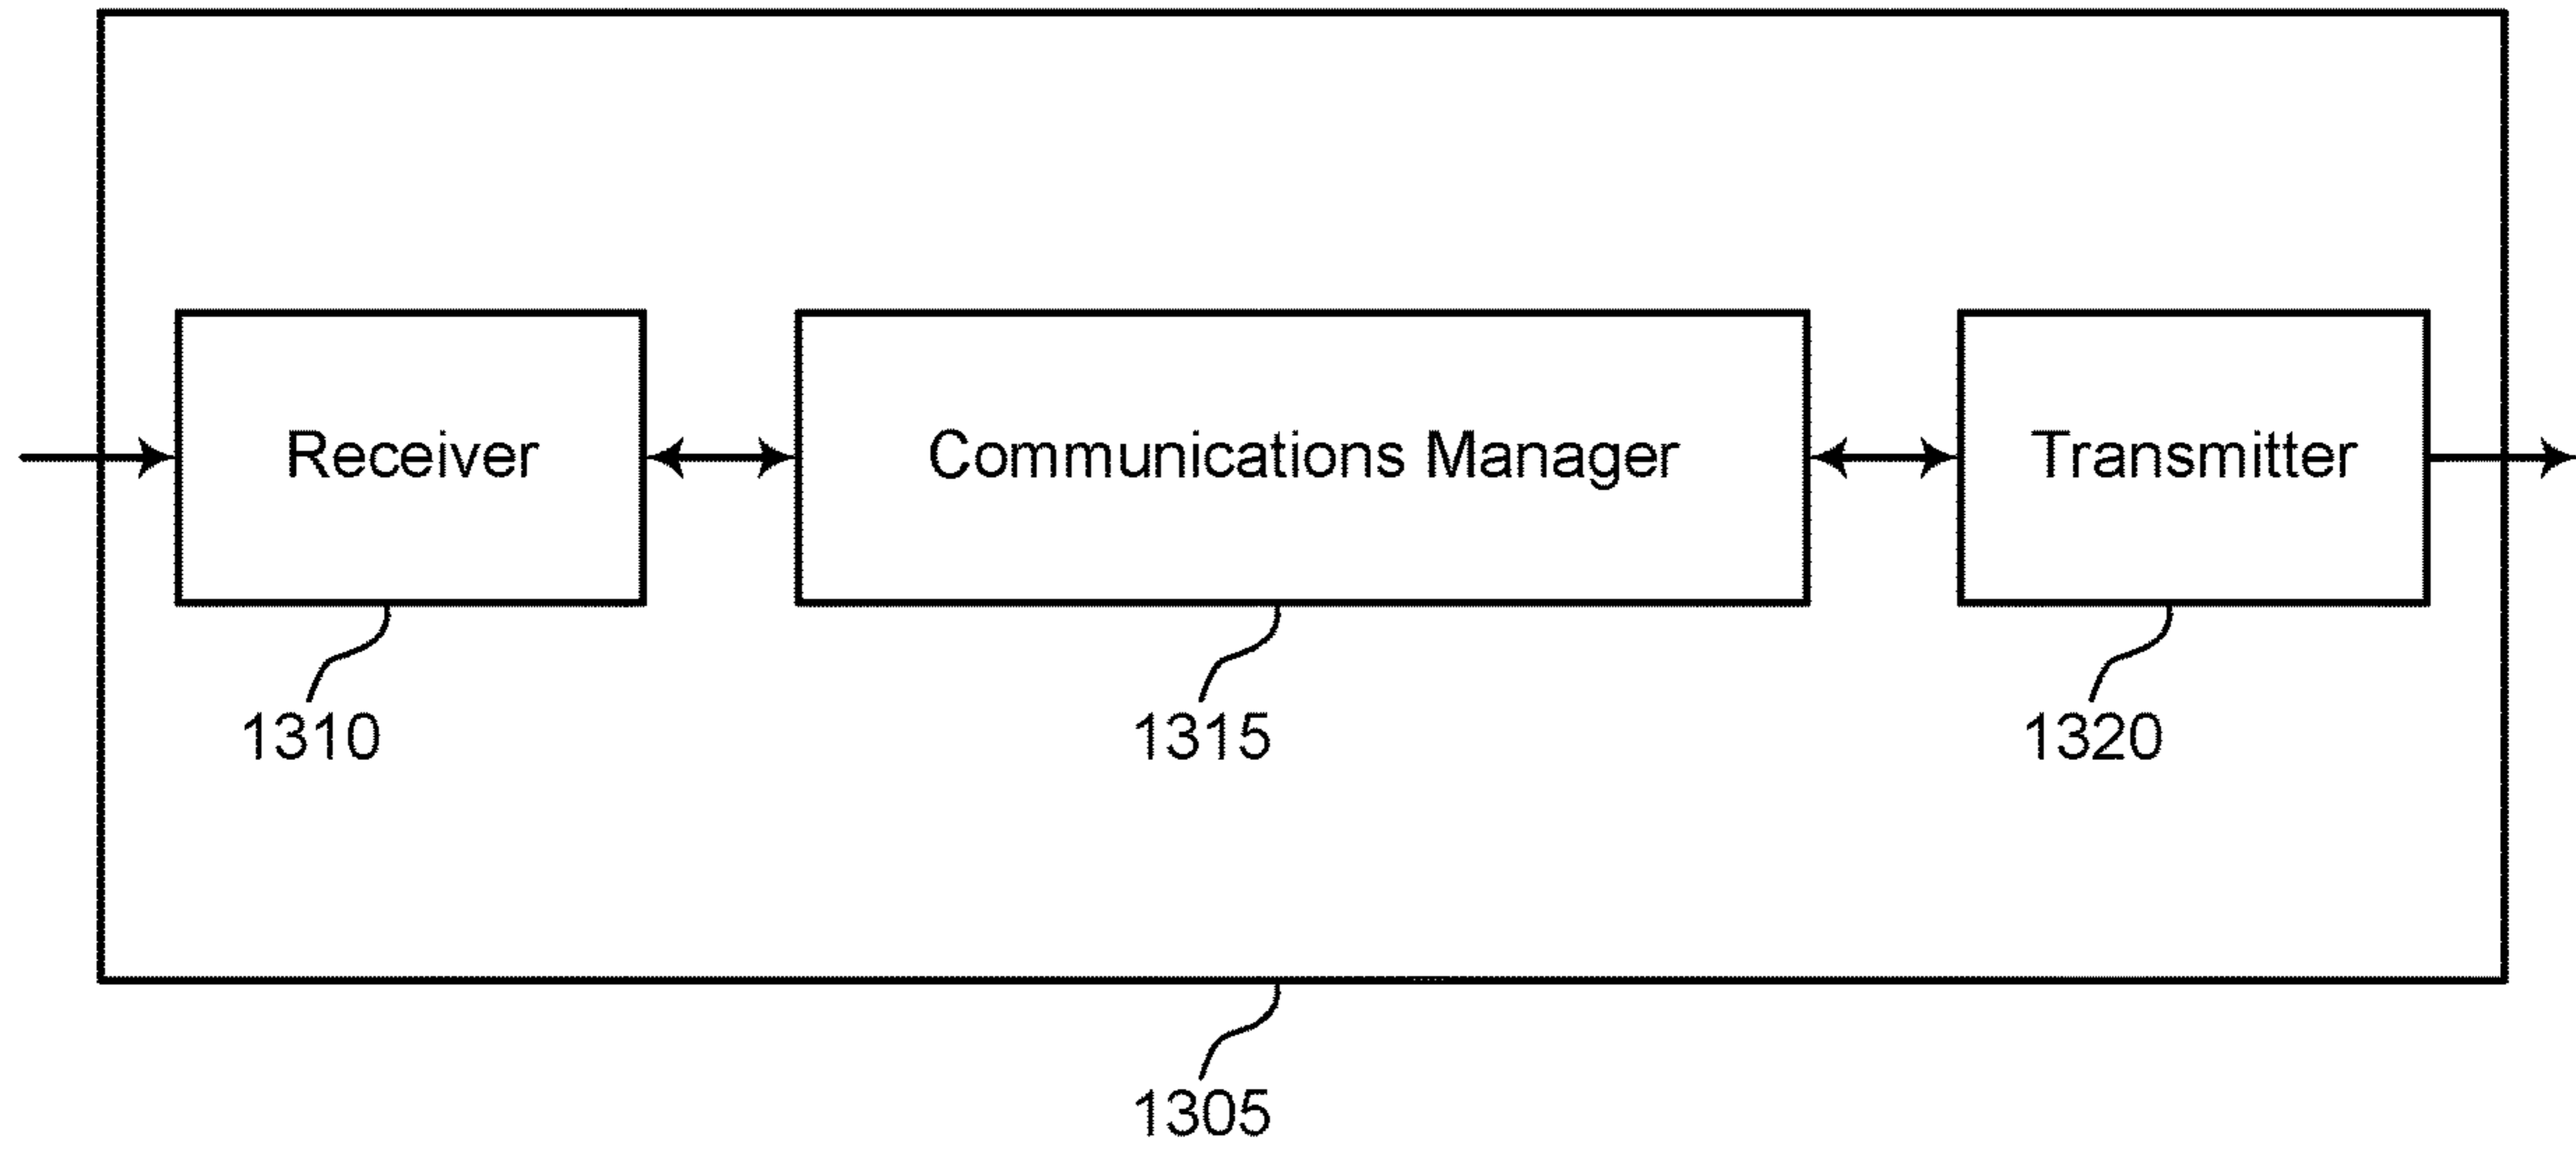 Receiver
Communications Manager
Transmitter
1310
1315
1320
1305